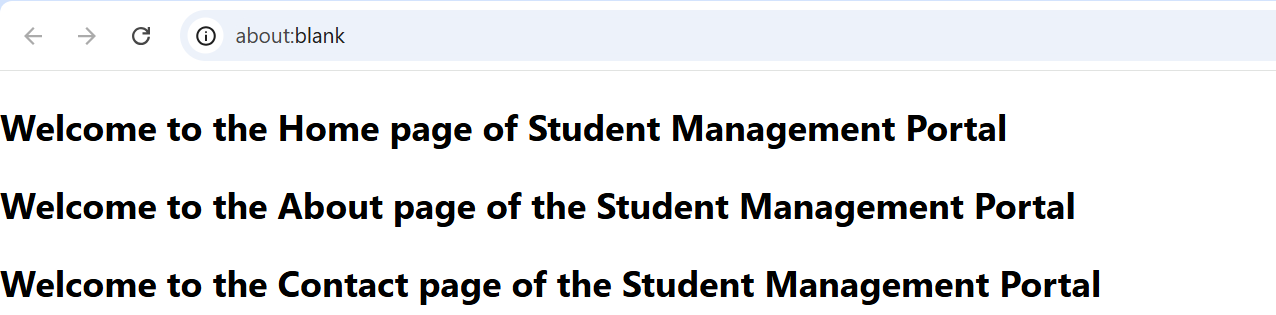 about:blank
Welcome to the Home page of Student Management Portal
Welcome to the About page of the Student Management Portal
Welcome to the Contact page of the Student Management Portal